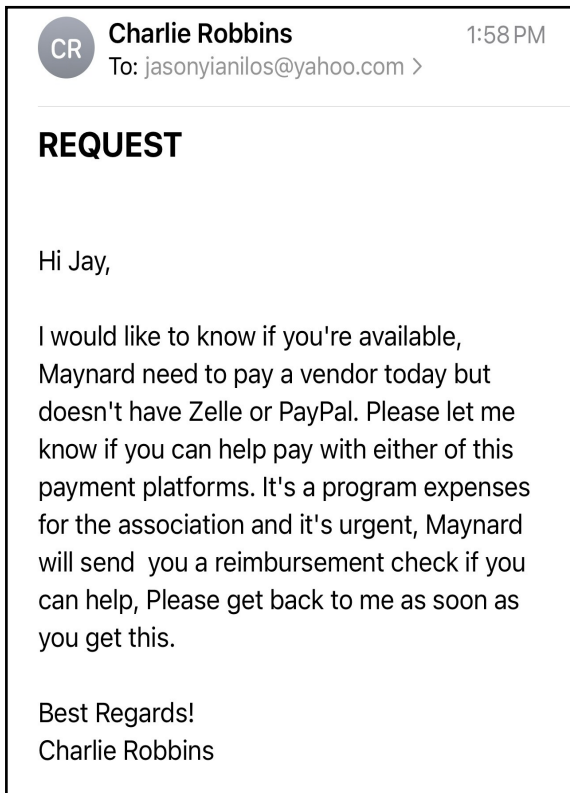 CR
Charlie Robbins 1:58 PM
To: jasonyianilos@yahoo.com >
REQUEST
Hi Jay,
I would like to know if you're available,
Maynard need to pay a vendor today but
doesn't have Zelle or PayPal. Please let me
know if you can help pay with either of this
payment platforms. It's a program expenses
for the association and it's urgent, Maynard
will send  you a reimbursement check if you
can help, Please get back to me as soon as
you get this.
Best Regards!
Charlie Robbins